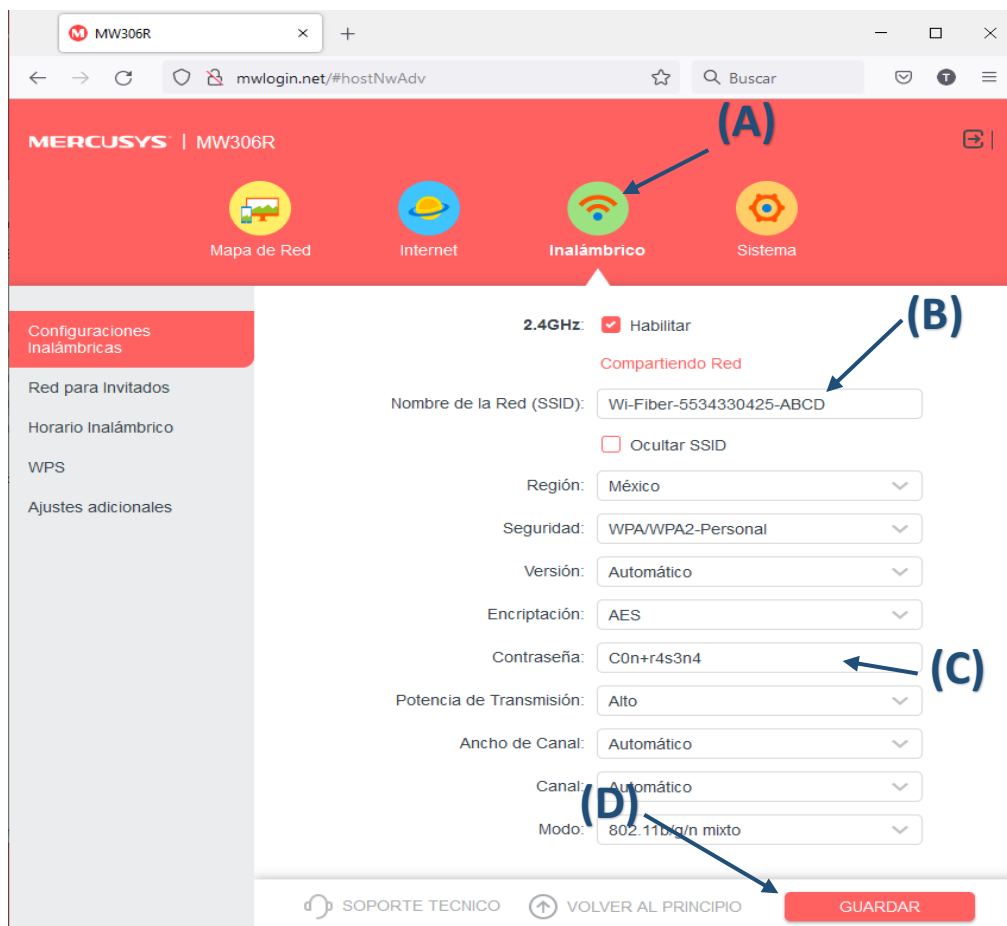 MW306R
mwlogin.net/#hostNwAdv
Buscar
T
(A)
MERCUSYS | MW306R
Mapa de Red
Internet
Inalámbrico
Sistema
Configuraciones
Inalámbricas
Red para Invitados
Horario Inalámbrico
WPS
Ajustes adicionales
2.4GHz: Habilitar
(B)
Compartiendo Red
Nombre de la Red (SSID): Wi-Fiber-5534330425-ABCD
Ocultar SSID
Región: México
Seguridad: WPA/WPA2-Personal
Versión: Automático
Encriptación: AES
Contraseña: C0n+r4s3n4
(C)
Potencia de Transmisión: Alto
Ancho de Canal: Automático
Canal: Automático
(D)
Modo: 802.11b/g/n mixto
SOPORTE TECNICO
VOLVER AL PRINCIPIO
GUARDAR